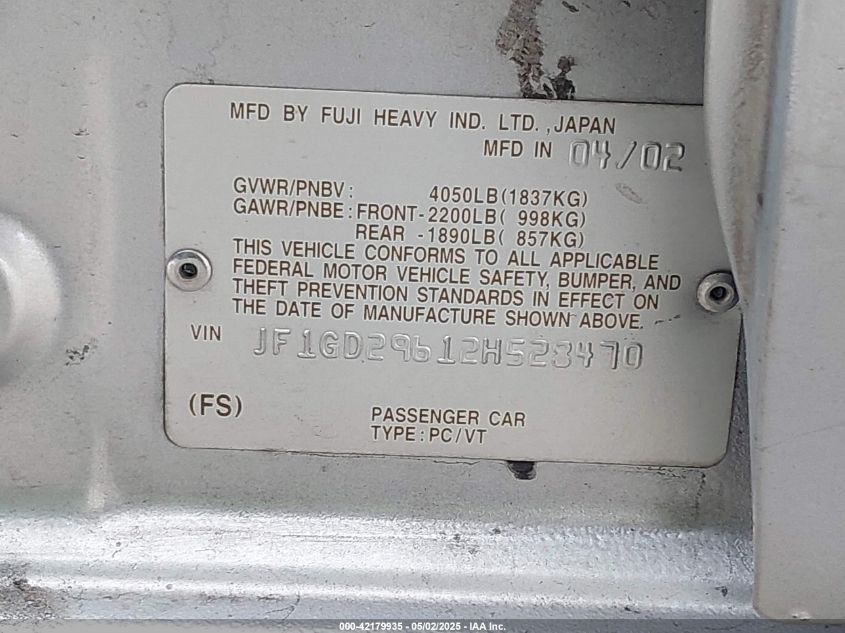 MFD BY FUJI HEAVY IND. LTD. ,JAPAN
MFD IN 04/02
GVWR/PNBV : 4050LB(1837KG)
GAWR/PNBE : FRONT-2200LB( 998KG)
REAR -1890LB( 857KG)
THIS VEHICLE CONFORMS TO ALL APPLICABLE
FEDERAL MOTOR VEHICLE SAFETY, BUMPER, AND
THEFT PREVENTION STANDARDS IN EFFECT ON
THE DATE OF MANUFACTURE SHOWN ABOVE.
VIN JF1GD29612H523470
(FS)
PASSENGER CAR
TYPE : PC/VT
000-42179935 - 05/02/2025 - IAA Inc.